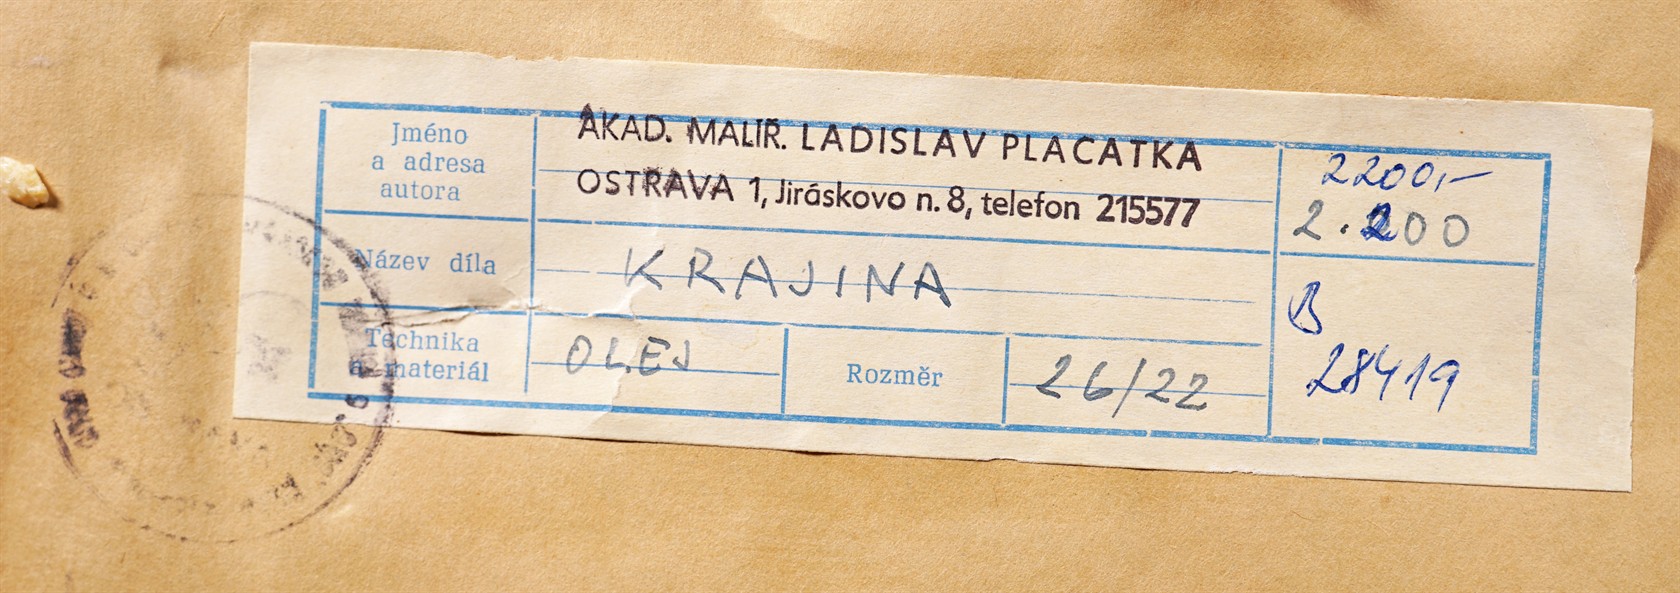 Jméno
a adresa
autora
AKAD. MALIŘ. LADISLAV PLACATKA
OSTRAVA 1, Jiráskovo n. 8, telefon 215577
2200,-
2.200
Název díla
KRAJINA
B
28419
Technika
a materiál
OLEJ
Rozměr
26/22